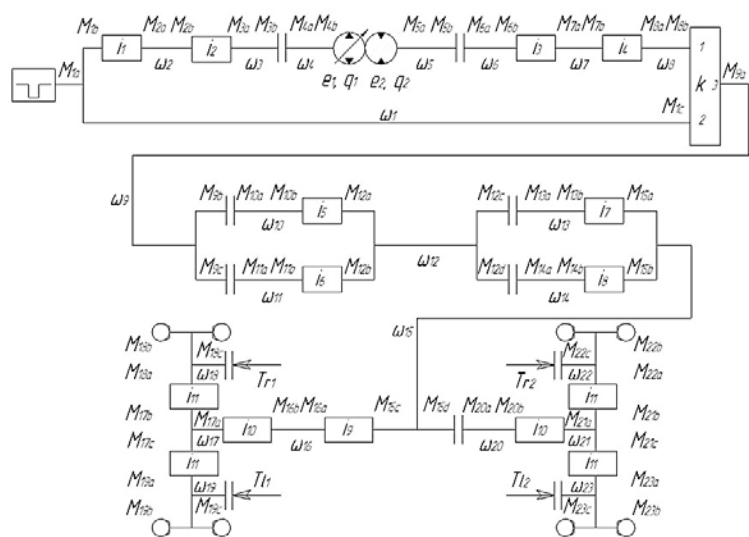 M1b M2a M2b M3a M3b M4a M4b M5a M5b M6a M6b M7a M7b M8a M8b
i1 i2 i3 i4 1
M1a ω2 ω3 ω4 ω5 ω6 ω7 ω8 k 3 M9a
e1, q1 e2, q2
M1c
ω1 2
ω9
M9b M10a M10b M12a M12c M13a M13b M15a
i5 i7
ω10 ω13
ω12
M9c M11a M11b M12b M12d M14a M14b M15b
i6 i8
ω11 ω14
ω15
M18b M18c M22c M22b
M18a ω18 Tr1 Tr2 ω22 M22a
i11 i11
M17b M17a M16b M16a M15c M15d M20a M20b M21a M21b
i10 i9 i10
M17c ω17 ω16 ω20 ω21 M21c
i11 i11
M19a ω19 Tl1 Tl2 ω23 M23a
M19b M19c M23c M23b